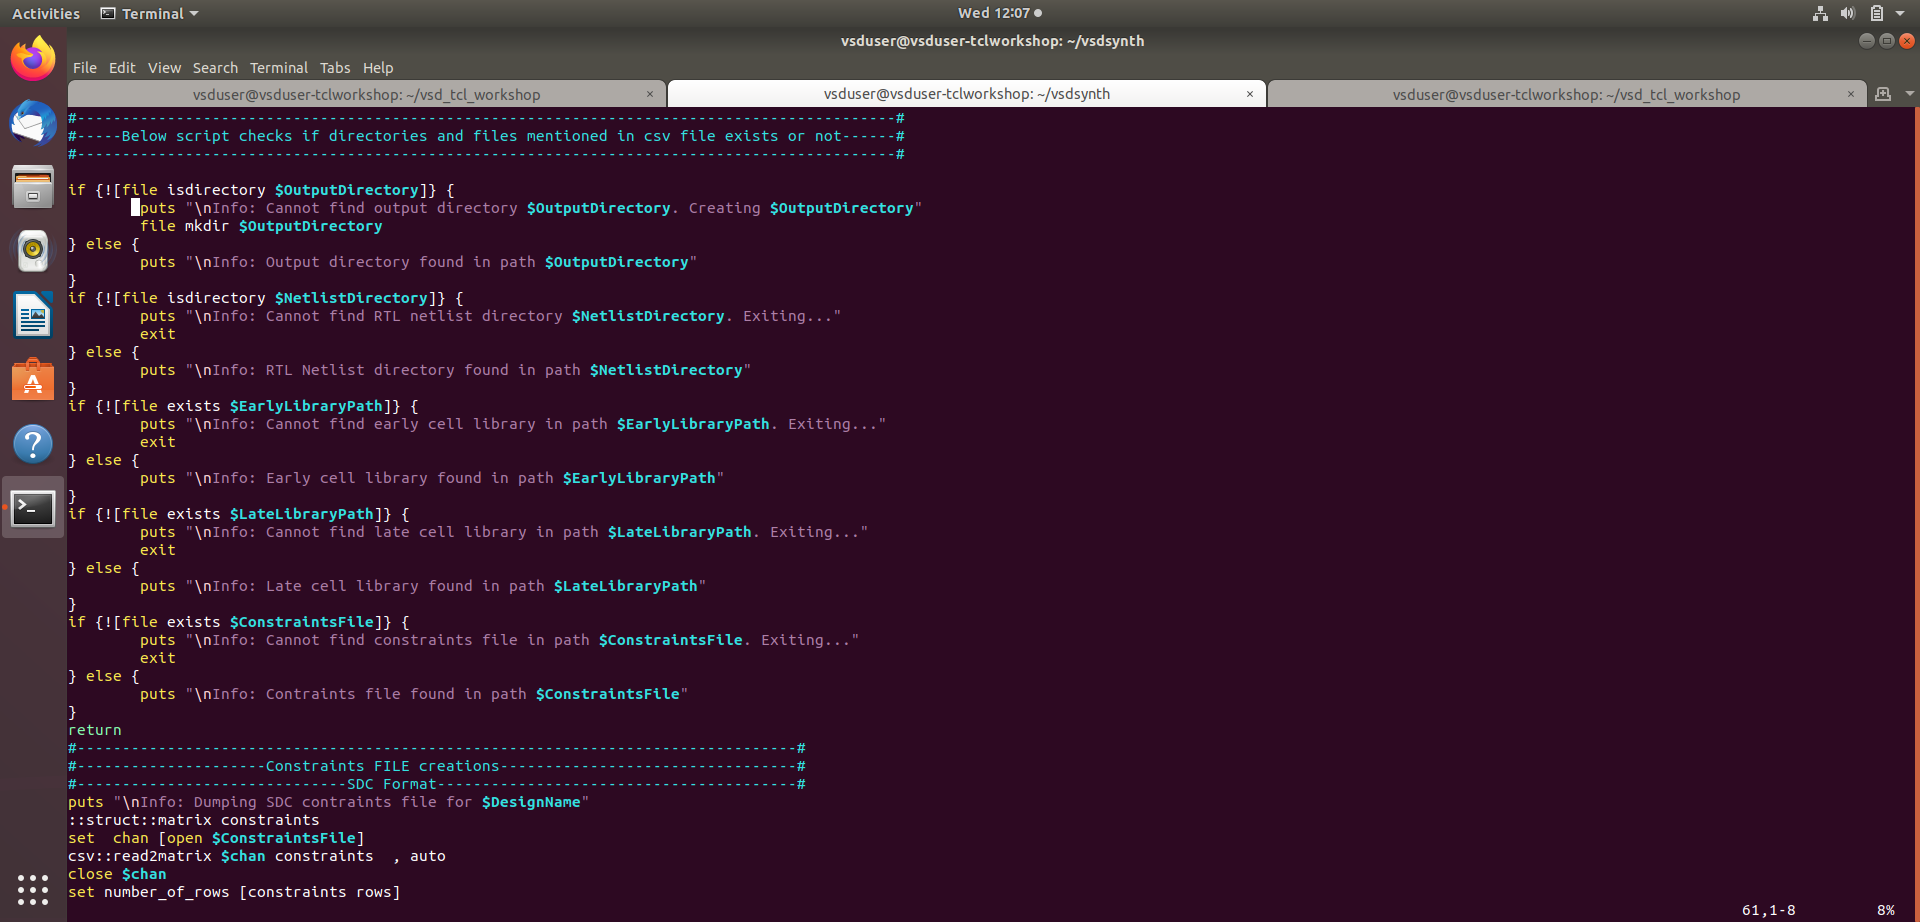 Activities Terminal Wed 12:07
vsduser@vsduser-tclworkshop: ~/vsdsynth
File Edit View Search Terminal Tabs Help
vsduser@vsduser-tclworkshop: ~/vsd_tcl_workshop × vsduser@vsduser-tclworkshop: ~/vsdsynth × vsduser@vsduser-tclworkshop: ~/vsd_tcl_workshop ×
#-------------------------------------------------------------------------------------------#
#-----Below script checks if directories and files mentioned in csv file exists or not------#
#-------------------------------------------------------------------------------------------#
if {![file isdirectory $OutputDirectory]} {
        puts "\nInfo: Cannot find output directory $OutputDirectory. Creating $OutputDirectory"
        file mkdir $OutputDirectory
} else {
        puts "\nInfo: Output directory found in path $OutputDirectory"
}
if {![file isdirectory $NetlistDirectory]} {
        puts "\nInfo: Cannot find RTL netlist directory $NetlistDirectory. Exiting..."
        exit
} else {
        puts "\nInfo: RTL Netlist directory found in path $NetlistDirectory"
}
if {![file exists $EarlyLibraryPath]} {
        puts "\nInfo: Cannot find early cell library in path $EarlyLibraryPath. Exiting..."
        exit
} else {
        puts "\nInfo: Early cell library found in path $EarlyLibraryPath"
}
if {![file exists $LateLibraryPath]} {
        puts "\nInfo: Cannot find late cell library in path $LateLibraryPath. Exiting..."
        exit
} else {
        puts "\nInfo: Late cell library found in path $LateLibraryPath"
}
if {![file exists $ConstraintsFile]} {
        puts "\nInfo: Cannot find constraints file in path $ConstraintsFile. Exiting..."
        exit
} else {
        puts "\nInfo: Contraints file found in path $ConstraintsFile"
}
return
#--------------------------------------------------------------------------------#
#---------------------Constraints FILE creations---------------------------------#
#------------------------------SDC Format----------------------------------------#
puts "\nInfo: Dumping SDC contraints file for $DesignName"
::struct::matrix constraints
set  chan [open $ConstraintsFile]
csv::read2matrix $chan constraints  , auto
close $chan
set number_of_rows [constraints rows]
61,1-8 8%